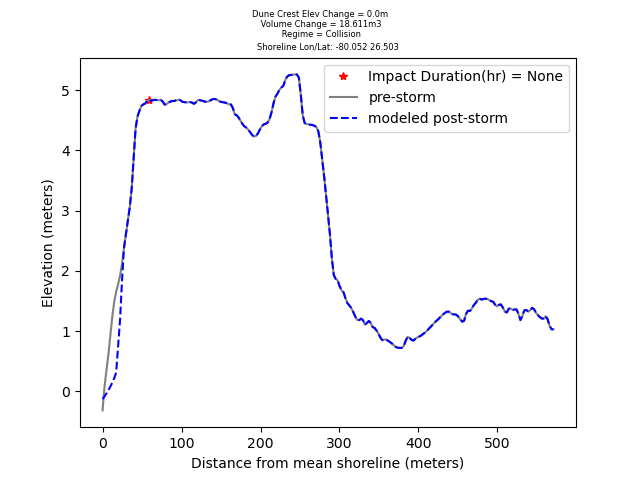 Dune Crest Elev Change = 0.0m
Volume Change = 18.611m3
Regime = Collision
Shoreline Lon/Lat: -80.052 26.503
Impact Duration(hr) = None
pre-storm
modeled post-storm
Elevation (meters)
5
4
3
2
1
0
0 100 200 300 400 500
Distance from mean shoreline (meters)